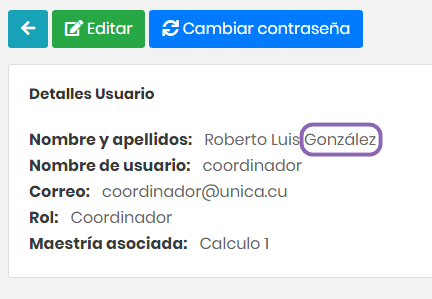 Editar Cambiar contraseña
Detalles Usuario
Nombre y apellidos: Roberto Luis González
Nombre de usuario: coordinador
Correo: coordinador@unica.cu
Rol: Coordinador
Maestría asociada: Calculo 1